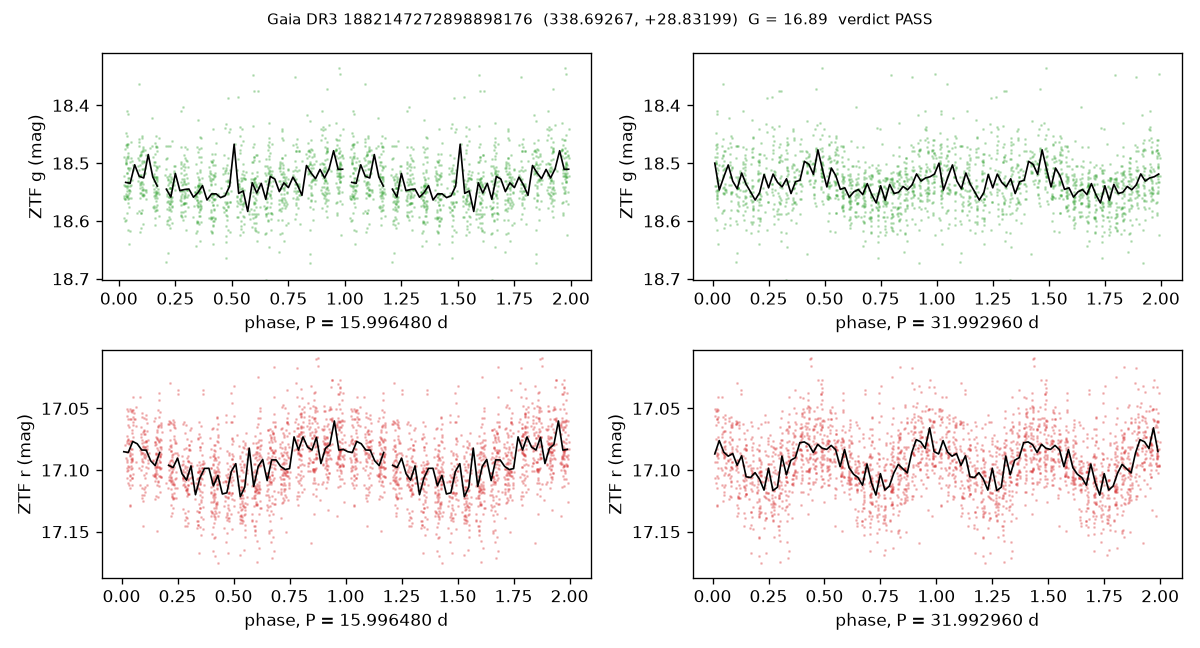 Gaia DR3 1882147272898898176  (338.69267, +28.83199)  G = 16.89  verdict PASS
ZTF g (mag)
18.4
18.5
18.6
18.7
0.00 0.25 0.50 0.75 1.00 1.25 1.50 1.75 2.00
phase, P = 15.996480 d
ZTF g (mag)
18.4
18.5
18.6
18.7
0.00 0.25 0.50 0.75 1.00 1.25 1.50 1.75 2.00
phase, P = 31.992960 d
ZTF r (mag)
17.05
17.10
17.15
0.00 0.25 0.50 0.75 1.00 1.25 1.50 1.75 2.00
phase, P = 15.996480 d
ZTF r (mag)
17.05
17.10
17.15
0.00 0.25 0.50 0.75 1.00 1.25 1.50 1.75 2.00
phase, P = 31.992960 d